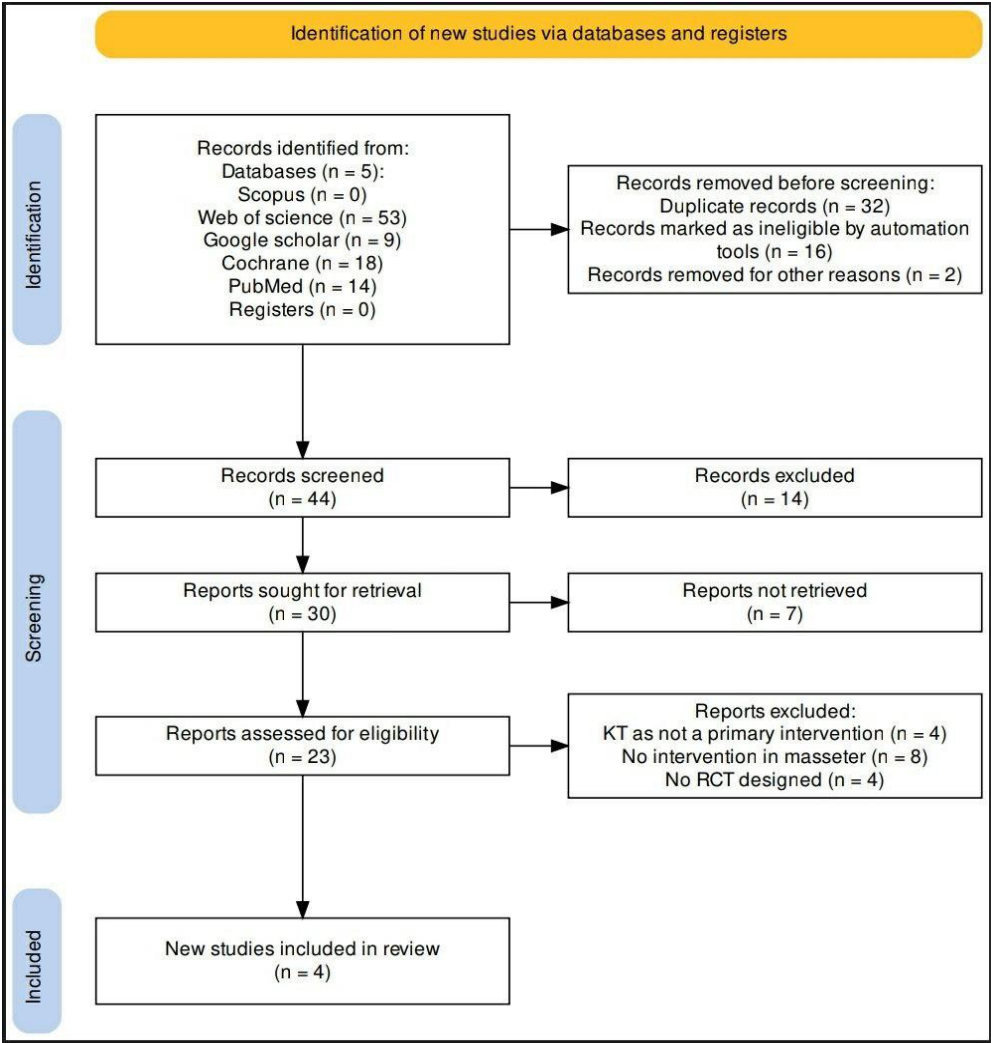 Identification of new studies via databases and registers
Identification
Records identified from:
Databases (n = 5):
Scopus (n = 0)
Web of science (n = 53)
Google scholar (n = 9)
Cochrane (n = 18)
PubMed (n = 14)
Registers (n = 0)
Records removed before screening:
Duplicate records (n = 32)
Records marked as ineligible by automation
tools (n = 16)
Records removed for other reasons (n = 2)
Screening
Records screened
(n = 44)
Records excluded
(n = 14)
Reports sought for retrieval
(n = 30)
Reports not retrieved
(n = 7)
Reports assessed for eligibility
(n = 23)
Reports excluded:
KT as not a primary intervention (n = 4)
No intervention in masseter (n = 8)
No RCT designed (n = 4)
Included
New studies included in review
(n = 4)